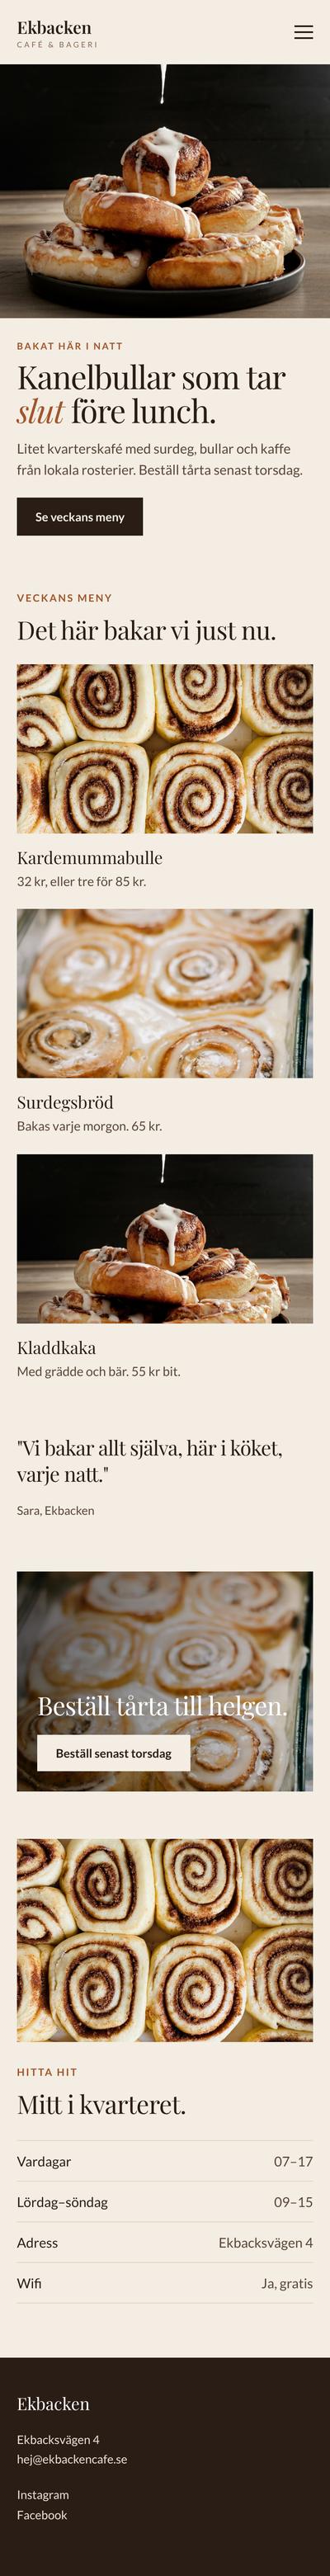 Ekbacken
CAFÉ & BAGERI
BAKAT HÄR I NATT
Kanelbullar som tar
slut före lunch.
Litet kvarterskafé med surdeg, bullar och kaffe
från lokala rosterier. Beställ tårta senast torsdag.
Se veckans meny
VECKANS MENY
Det här bakar vi just nu.
Kardemummabulle
32 kr, eller tre för 85 kr.
Surdegsbröd
Bakas varje morgon. 65 kr.
Kladdkaka
Med grädde och bär. 55 kr bit.
"Vi bakar allt själva, här i köket,
varje natt."
Sara, Ekbacken
Beställ tårta till helgen.
Beställ senast torsdag
HITTA HIT
Mitt i kvarteret.
Vardagar 07–17
Lördag–söndag 09–15
Adress Ekbacksvägen 4
Wifi Ja, gratis
Ekbacken
Ekbacksvägen 4
hej@ekbackencafe.se
Instagram
Facebook